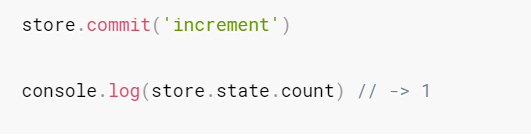 store.commit('increment')
console.log(store.state.count) // -> 1